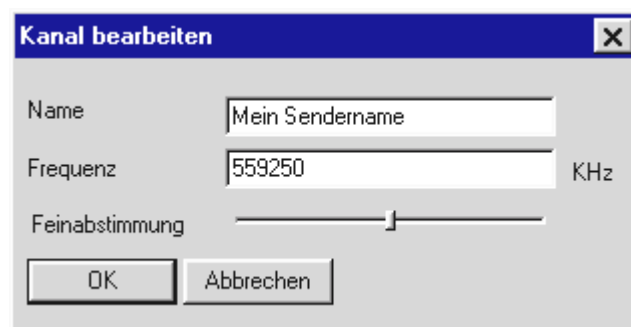 Kanal bearbeiten
Name Mein Sendername
Frequenz 559250 KHz
Feinabstimmung
OK Abbrechen